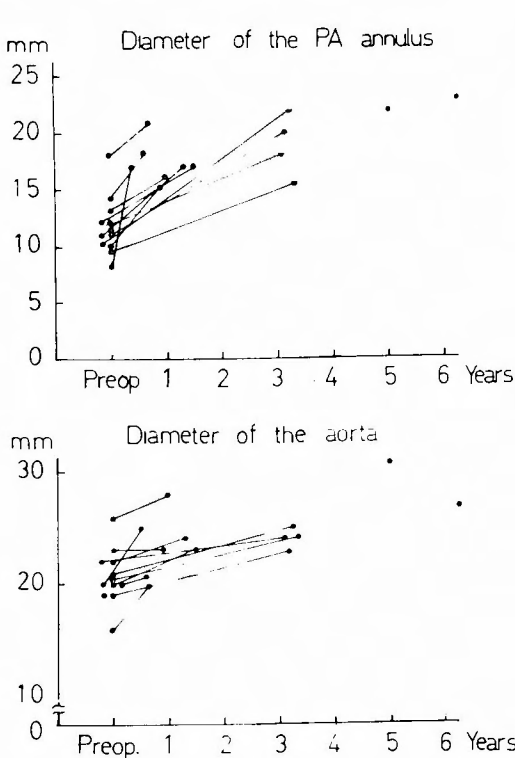 mm Diameter of the PA annulus
25
20
15
10
5
0
Preop 1 2 3 4 5 6 Years
mm Diameter of the aorta
30
20
10
0
Preop. 1 2 3 4 5 6 Years